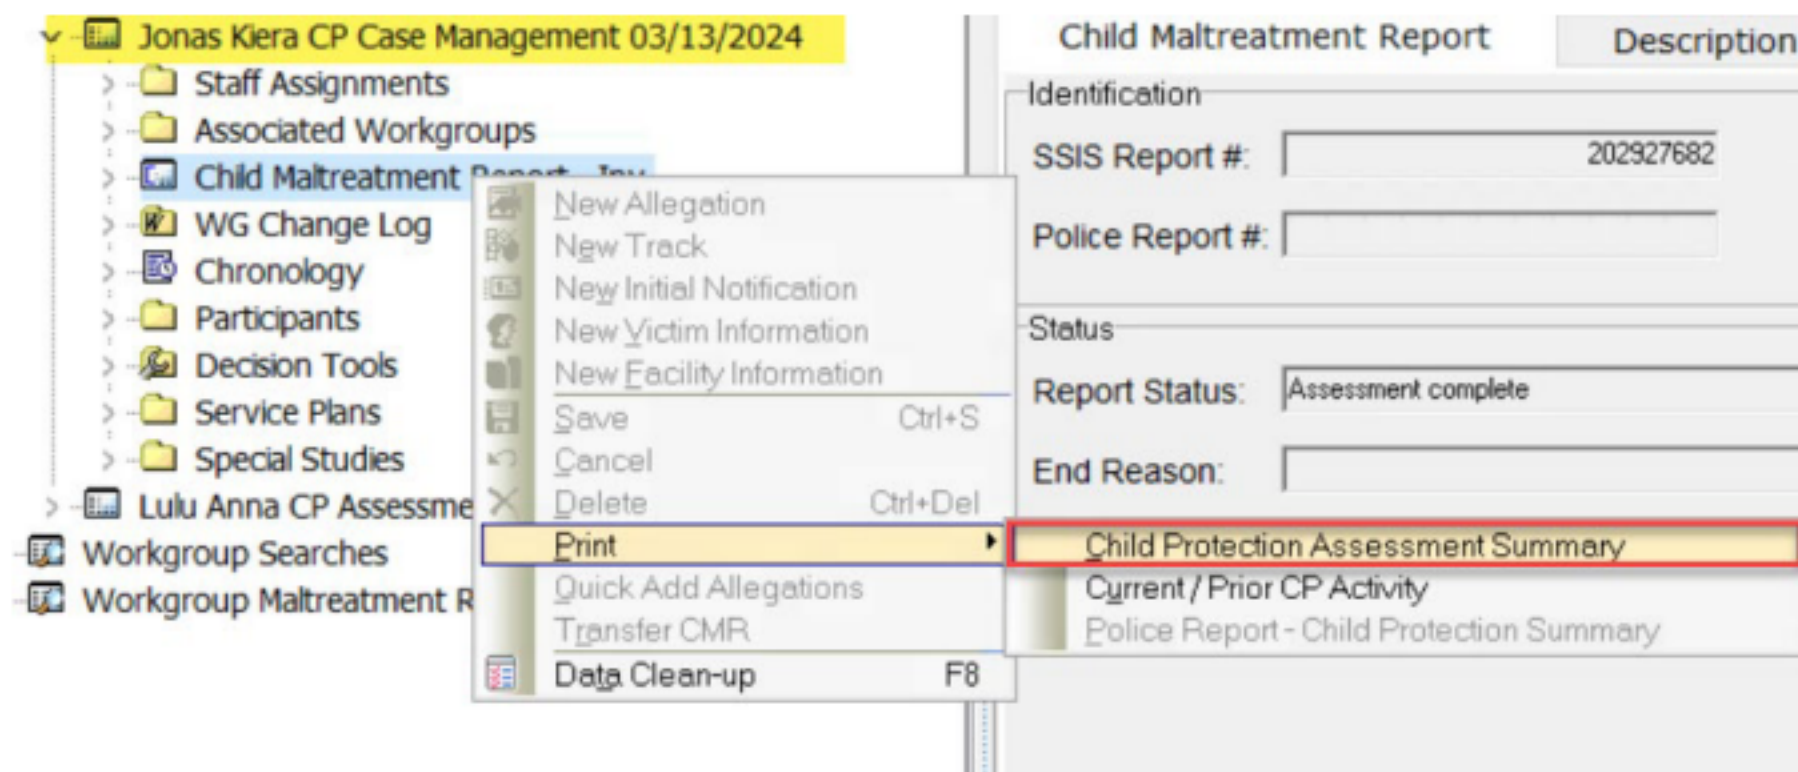 Jonas Kiera CP Case Management 03/13/2024
Staff Assignments
Associated Workgroups
Child Maltreatment Report - Inv
WG Change Log
Chronology
Participants
Decision Tools
Service Plans
Special Studies
Lulu Anna CP Assessme
Workgroup Searches
Workgroup Maltreatment R
New Allegation
New Track
New Initial Notification
New Victim Information
New Facility Information
Save Ctrl+S
Cancel
Delete Ctrl+Del
Print
Quick Add Allegations
Transfer CMR
Data Clean-up F8
Child Protection Assessment Summary
Current / Prior CP Activity
Police Report - Child Protection Summary
Child Maltreatment Report Description
Identification
SSIS Report #: 202927682
Police Report #:
Status
Report Status: Assessment complete
End Reason: